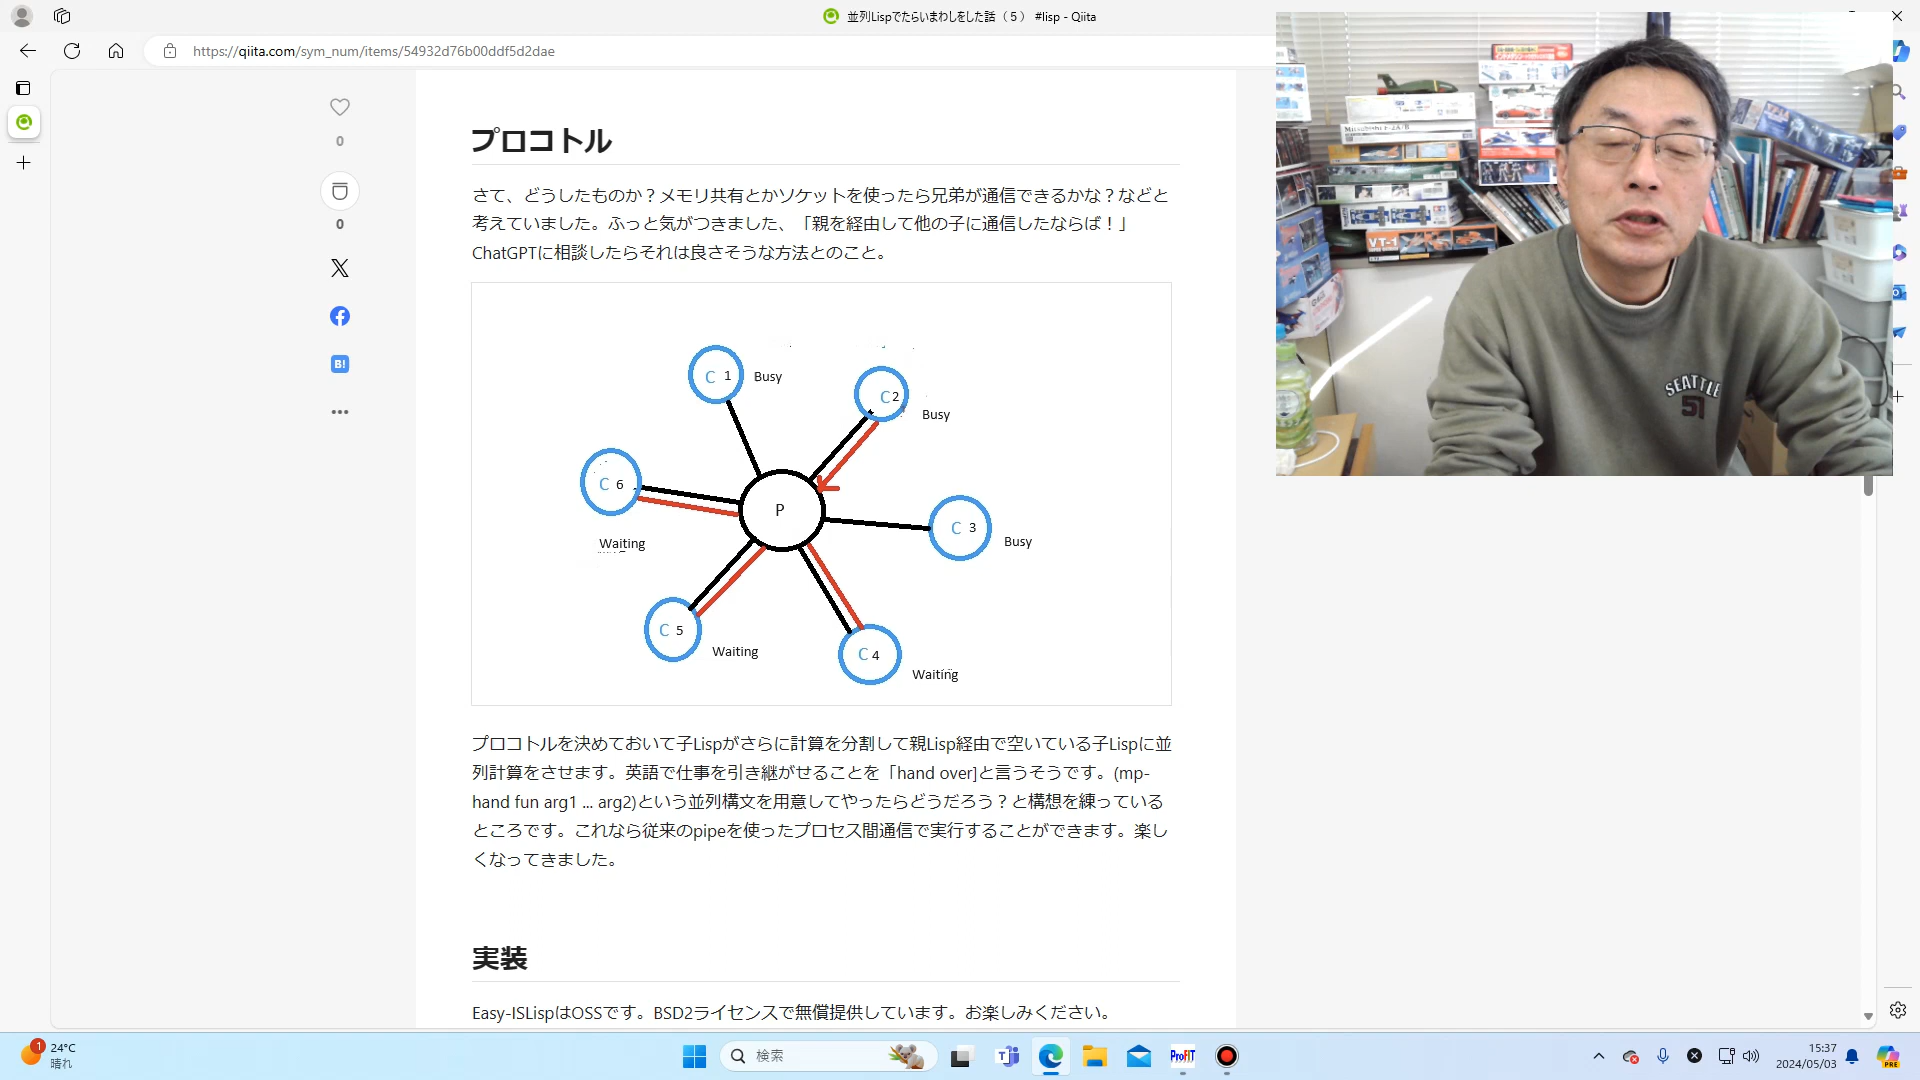 並列Lispでたらいまわしをした話（５） #lisp - Qiita
https://qiita.com/sym_num/items/54932d76b00ddf5d2dae
0
0
B!
プロコトル
さて、どうしたものか？メモリ共有とかソケットを使ったら兄弟が通信できるかな？などと
考えていました。ふっと気がつきました、「親を経由して他の子に通信したならば！」
ChatGPTに相談したらそれは良さそうな方法とのこと。
C 1 Busy
C 2
Busy
C 6
Waiting
P
C 3
Busy
C 5
Waiting
C 4
Waiting
プロコトルを決めておいて子Lispがさらに計算を分割して親Lisp経由で空いている子Lispに並
列計算をさせます。英語で仕事を引き継がせることを「hand over]と言うそうです。(mp-
hand fun arg1 ... arg2)という並列構文を用意してやったらどうだろう？と構想を練っている
ところです。これなら従来のpipeを使ったプロセス間通信で実行することができます。楽し
くなってきました。
実装
Easy-ISLispはOSSです。BSD2ライセンスで無償提供しています。お楽しみください。
Mitsubishi F-2A/B
VT-1
SEATTLE
51
1
24°C
晴れ
検索
ProFIT
15:37
2024/05/03
PRE